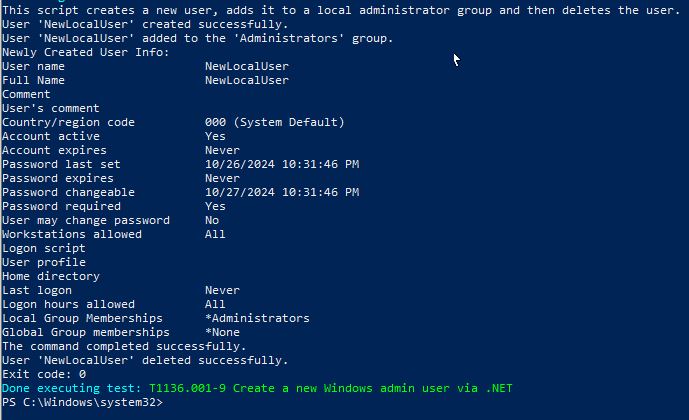 This script creates a new user, adds it to a local administrator group and then deletes the user.
User 'NewLocalUser' created successfully.
User 'NewLocalUser' added to the 'Administrators' group.
Newly Created User Info:
User name                    NewLocalUser
Full Name                    NewLocalUser
Comment
User's comment
Country/region code          000 (System Default)
Account active               Yes
Account expires              Never
Password last set            10/26/2024 10:31:46 PM
Password expires             Never
Password changeable          10/27/2024 10:31:46 PM
Password required            Yes
User may change password     No
Workstations allowed         All
Logon script
User profile
Home directory
Last logon                   Never
Logon hours allowed          All
Local Group Memberships      *Administrators
Global Group memberships     *None
The command completed successfully.
User 'NewLocalUser' deleted successfully.
Exit code: 0
Done executing test: T1136.001-9 Create a new Windows admin user via .NET
PS C:\Windows\system32>